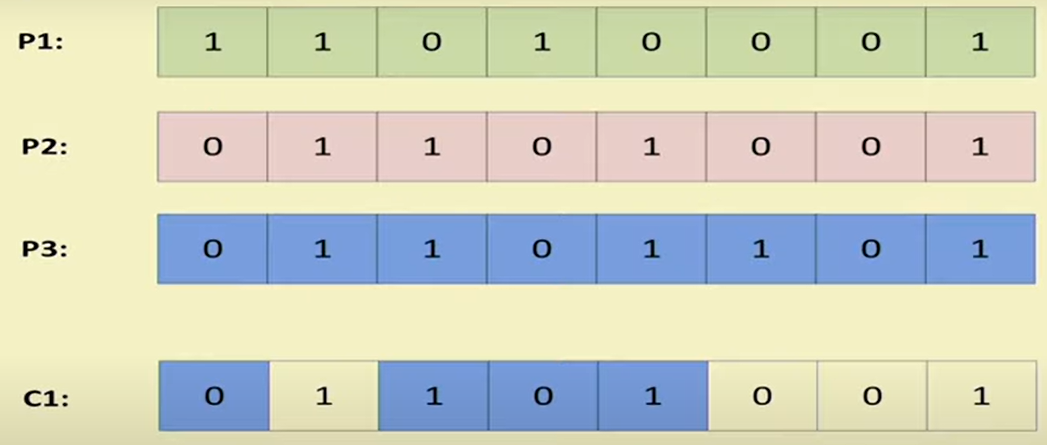 P1: 1 1 0 1 0 0 0 1
P2: 0 1 1 0 1 0 0 1
P3: 0 1 1 0 1 1 0 1
C1: 0 1 1 0 1 0 0 1